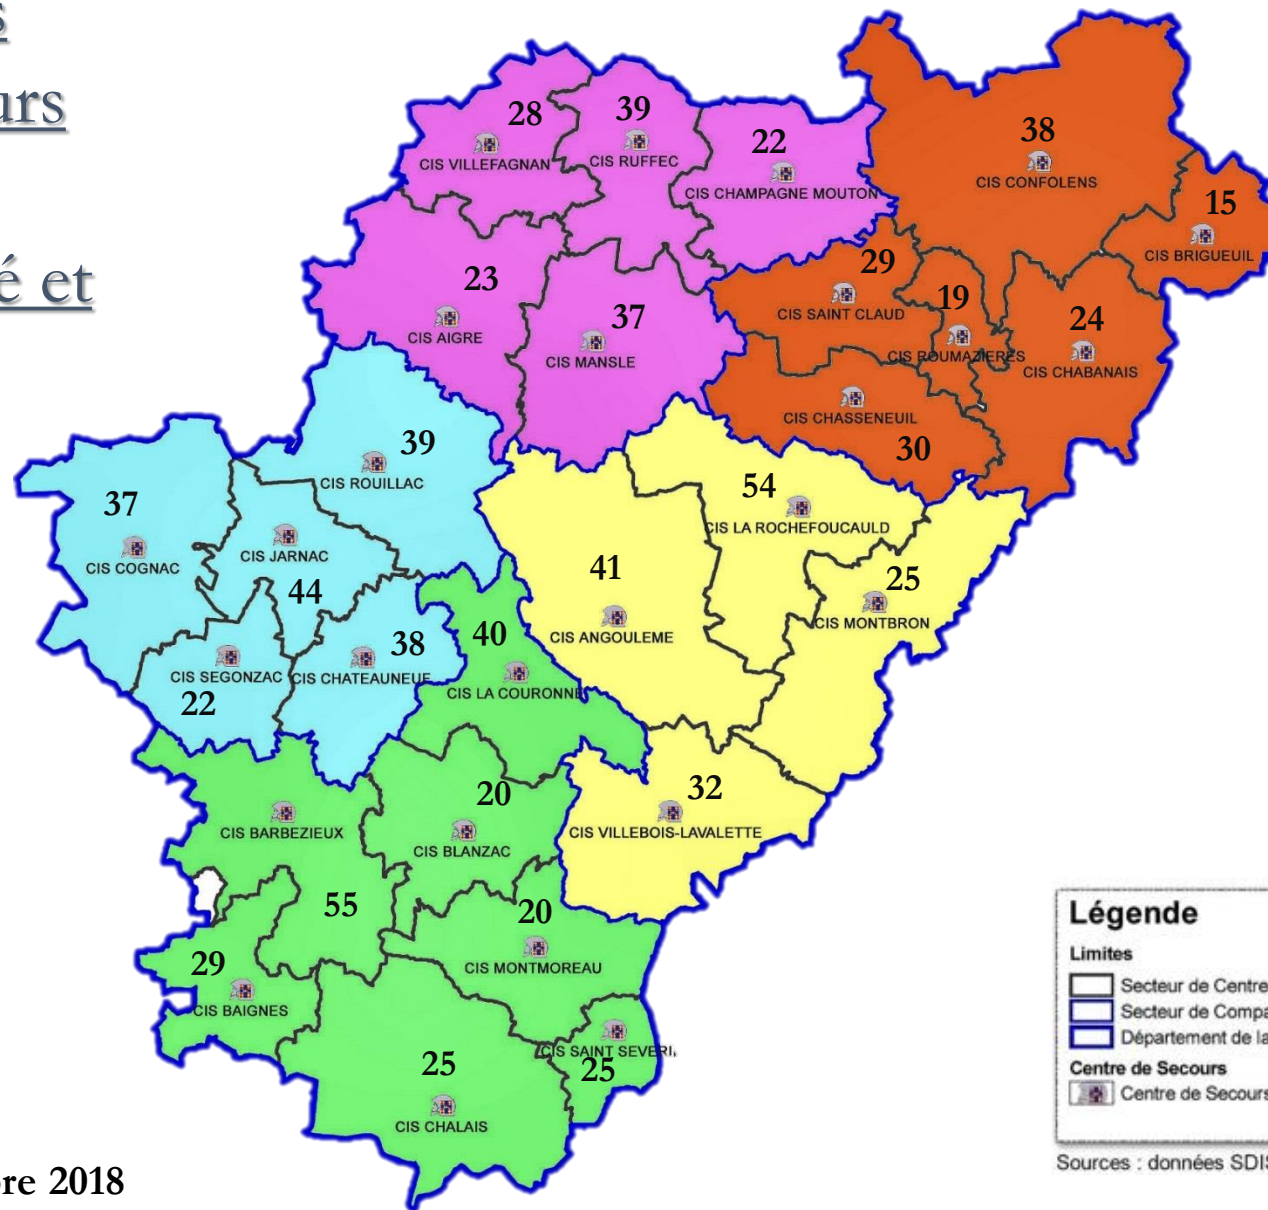 é et
28
CIS VILLEFAGNAN
39
CIS RUFFEC
22
CIS CHAMPAGNE MOUTON
38
CIS CONFOLENS
15
CIS BRIGUEUIL
23
CIS AIGRE
37
CIS MANSLE
29
CIS SAINT CLAUD
19
CIS ROUMAZIERES
24
CIS CHABANAIS
CIS CHASSENEUIL
30
39
CIS ROUILLAC
37
CIS COGNAC
CIS JARNAC
44
54
CIS LA ROCHEFOUCAULD
41
CIS ANGOULEME
25
CIS MONTBRON
CIS SEGONZAC
22
38
CIS CHATEAUNEUF
40
CIS LA COURONNE
CIS BARBEZIEUX
55
20
CIS BLANZAC
32
CIS VILLEBOIS-LAVALETTE
29
CIS BAIGNES
20
CIS MONTMOREAU
CIS SAINT SEVERI
25
25
CIS CHALAIS
Légende
Limites
Secteur de Centre
Secteur de Compa
Département de la
Centre de Secours
Centre de Secours
Sources : données SDIS
re 2018